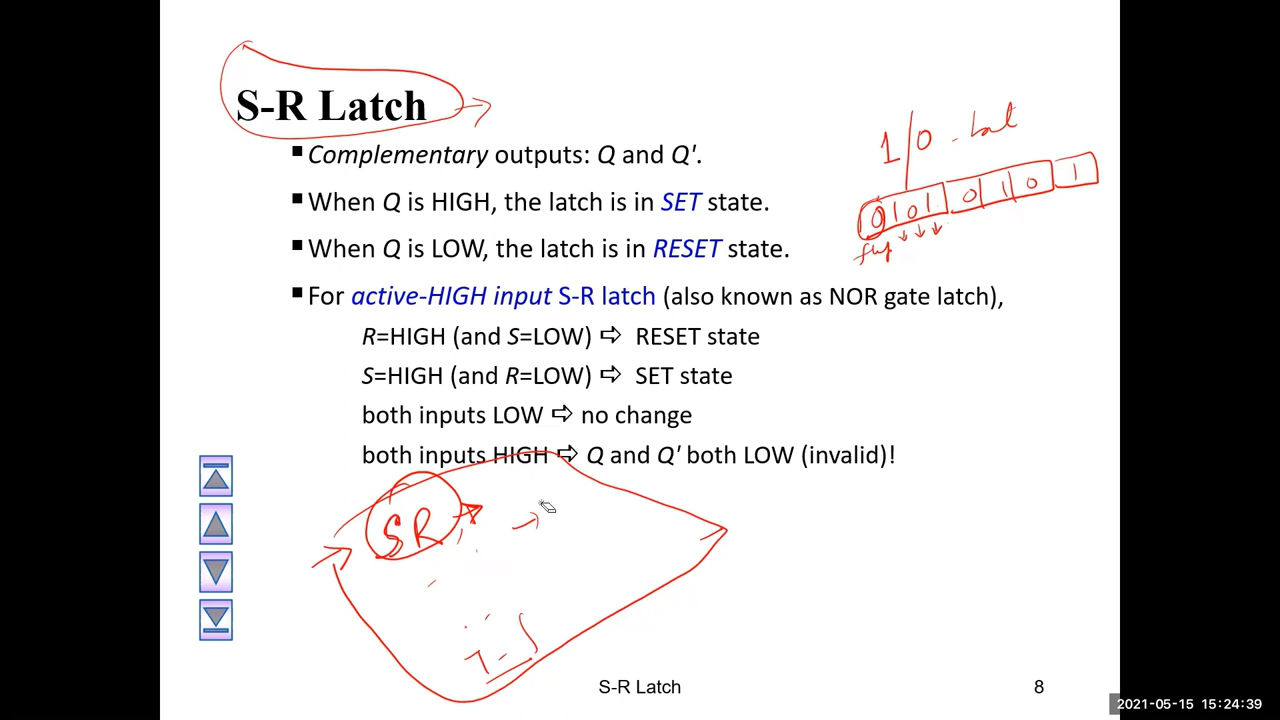 S-R Latch
▪ Complementary outputs: Q and Q'.
▪ When Q is HIGH, the latch is in SET state.
▪ When Q is LOW, the latch is in RESET state.
▪ For active-HIGH input S-R latch (also known as NOR gate latch),
R=HIGH (and S=LOW) ⇨ RESET state
S=HIGH (and R=LOW) ⇨ SET state
both inputs LOW ⇨ no change
both inputs HIGH ⇨ Q and Q' both LOW (invalid)!
1/0
0 1 0 1 0 1 0 1
SR
S-R Latch
8
2021-05-15 15:24:39